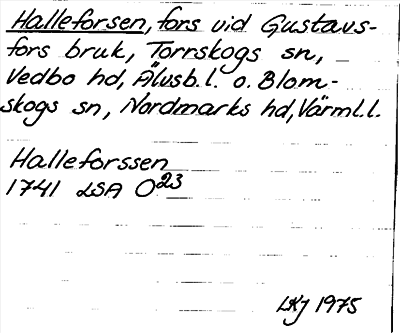 Halleforsen, fors vid Gustavs-
fors bruk, Torrskogs sn,
Vedbo hd, Älvsb.l. o. Blom-
skogs sn, Nordmarks hd, Värml.l.
Halleforssen
1741 LSA O23
LKJ 1975